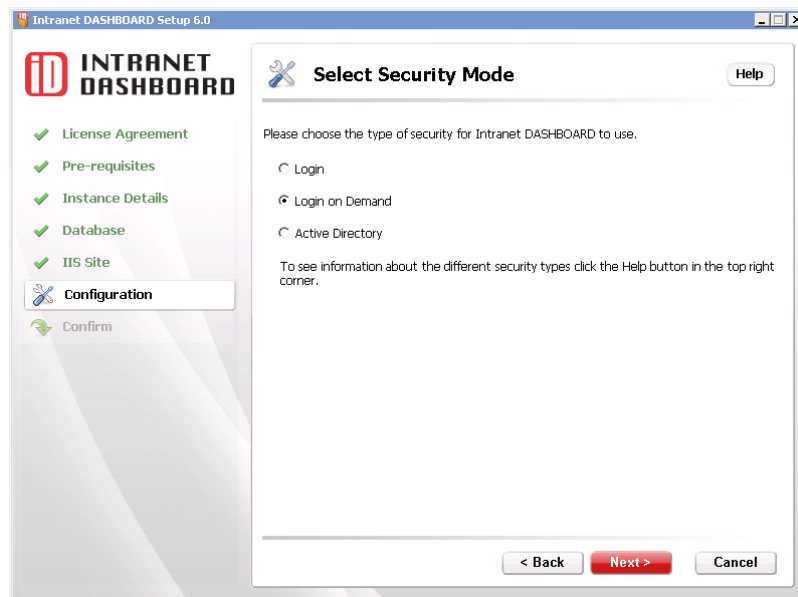 Intranet DASHBOARD Setup 6.0
iD INTRANET
DASHBOARD
Select Security Mode
Help
License Agreement
Pre-requisites
Instance Details
Database
IIS Site
Configuration
Confirm
Please choose the type of security for Intranet DASHBOARD to use.
Login
Login on Demand
Active Directory
To see information about the different security types click the Help button in the top right
corner.
< Back
Next >
Cancel